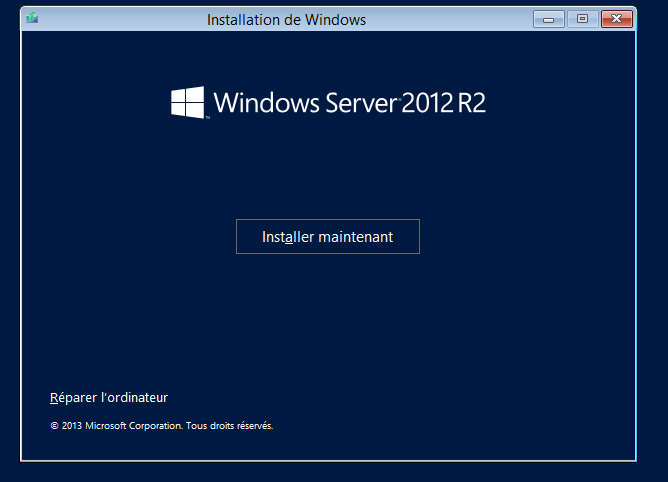 Installation de Windows
Windows Server 2012 R2
Installer maintenant
Réparer l'ordinateur
© 2013 Microsoft Corporation. Tous droits réservés.